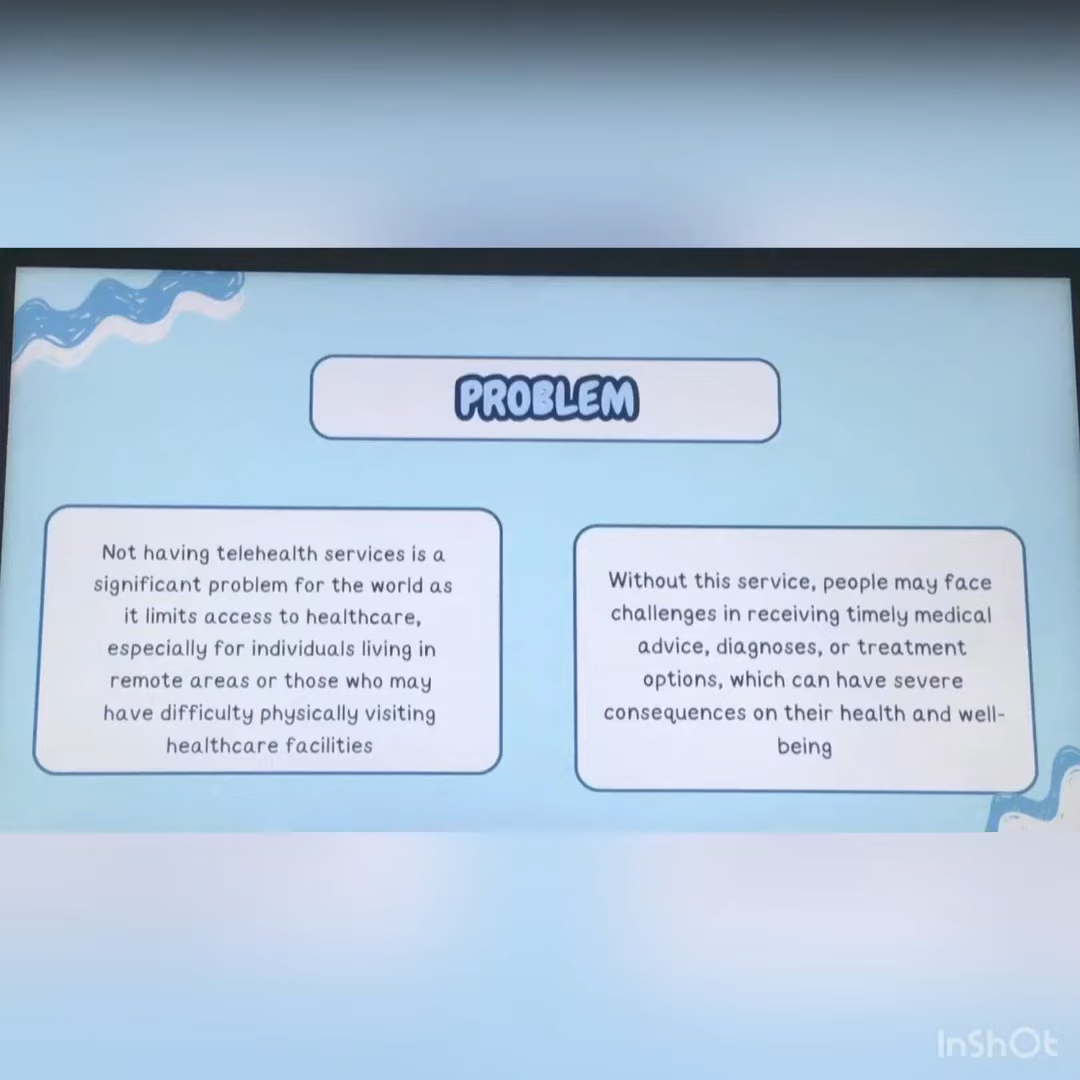 PROBLEM
Not having telehealth services is a
significant problem for the world as
it limits access to healthcare,
especially for individuals living in
remote areas or those who may
have difficulty physically visiting
healthcare facilities
Without this service, people may face
challenges in receiving timely medical
advice, diagnoses, or treatment
options, which can have severe
consequences on their health and well-
being
InShOt